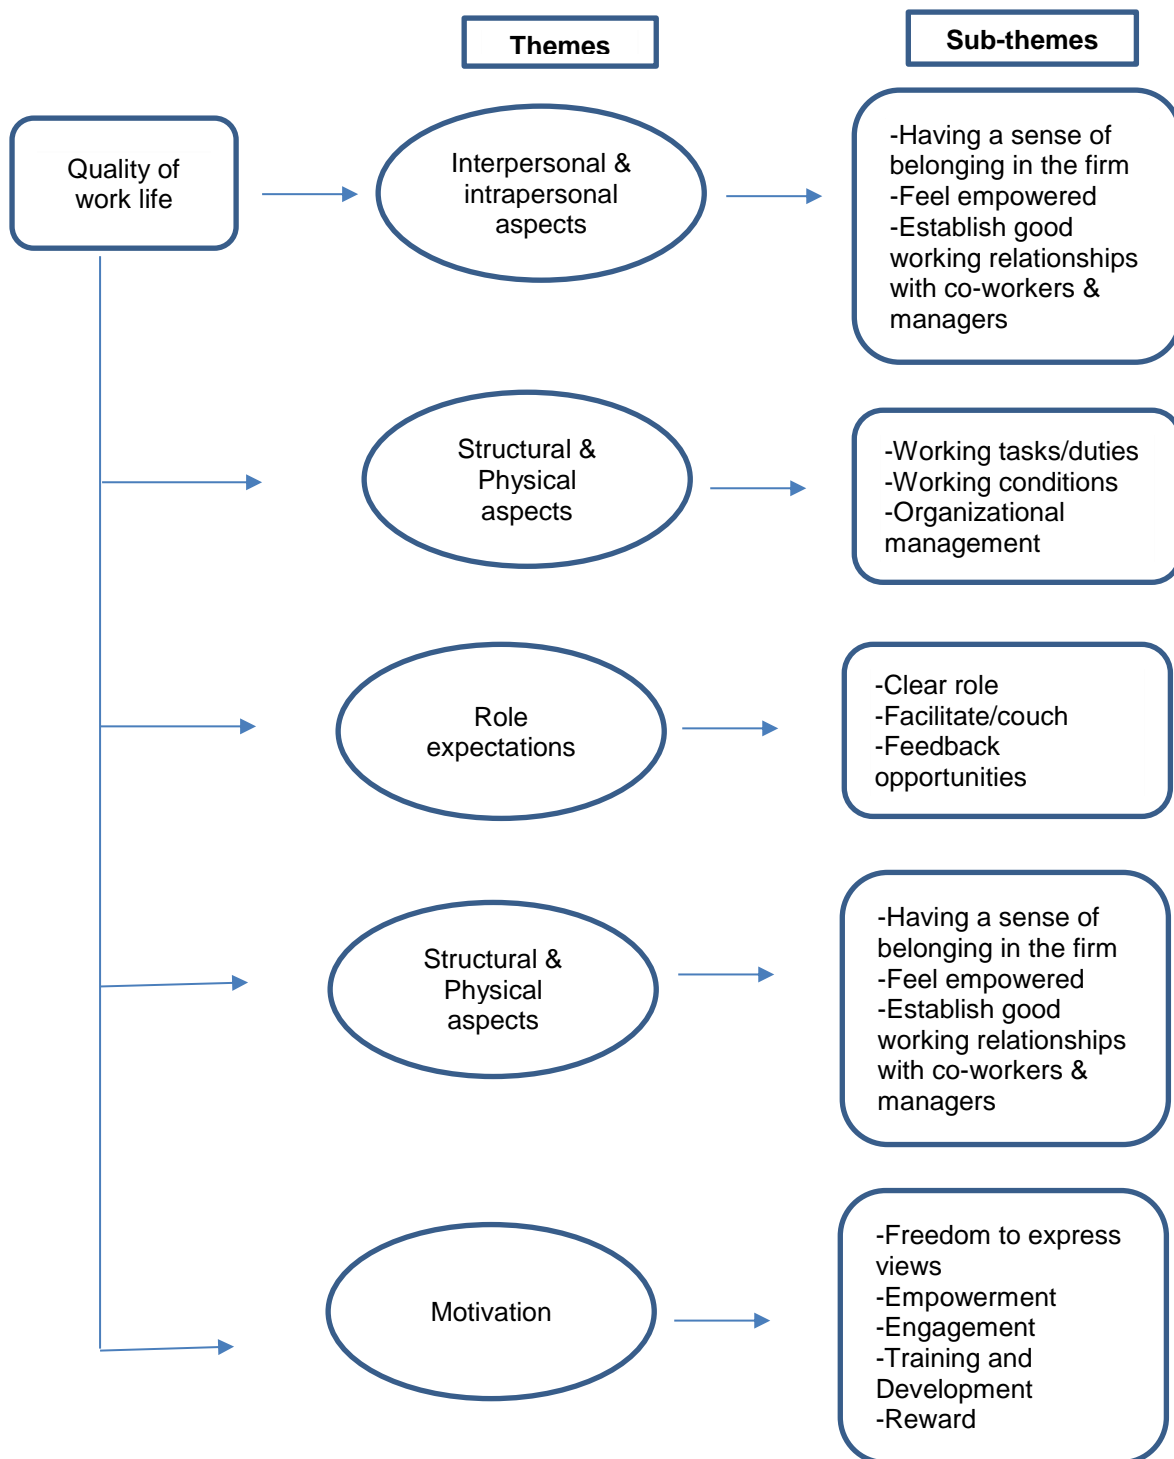 Themes
Sub-themes
Quality of
work life
Interpersonal &
intrapersonal
aspects
-Having a sense of
belonging in the firm
-Feel empowered
-Establish good
working relationships
with co-workers &
managers
Structural &
Physical
aspects
-Working tasks/duties
-Working conditions
-Organizational
management
Role
expectations
-Clear role
-Facilitate/couch
-Feedback
opportunities
Structural &
Physical
aspects
-Having a sense of
belonging in the firm
-Feel empowered
-Establish good
working relationships
with co-workers &
managers
Motivation
-Freedom to express
views
-Empowerment
-Engagement
-Training and
Development
-Reward